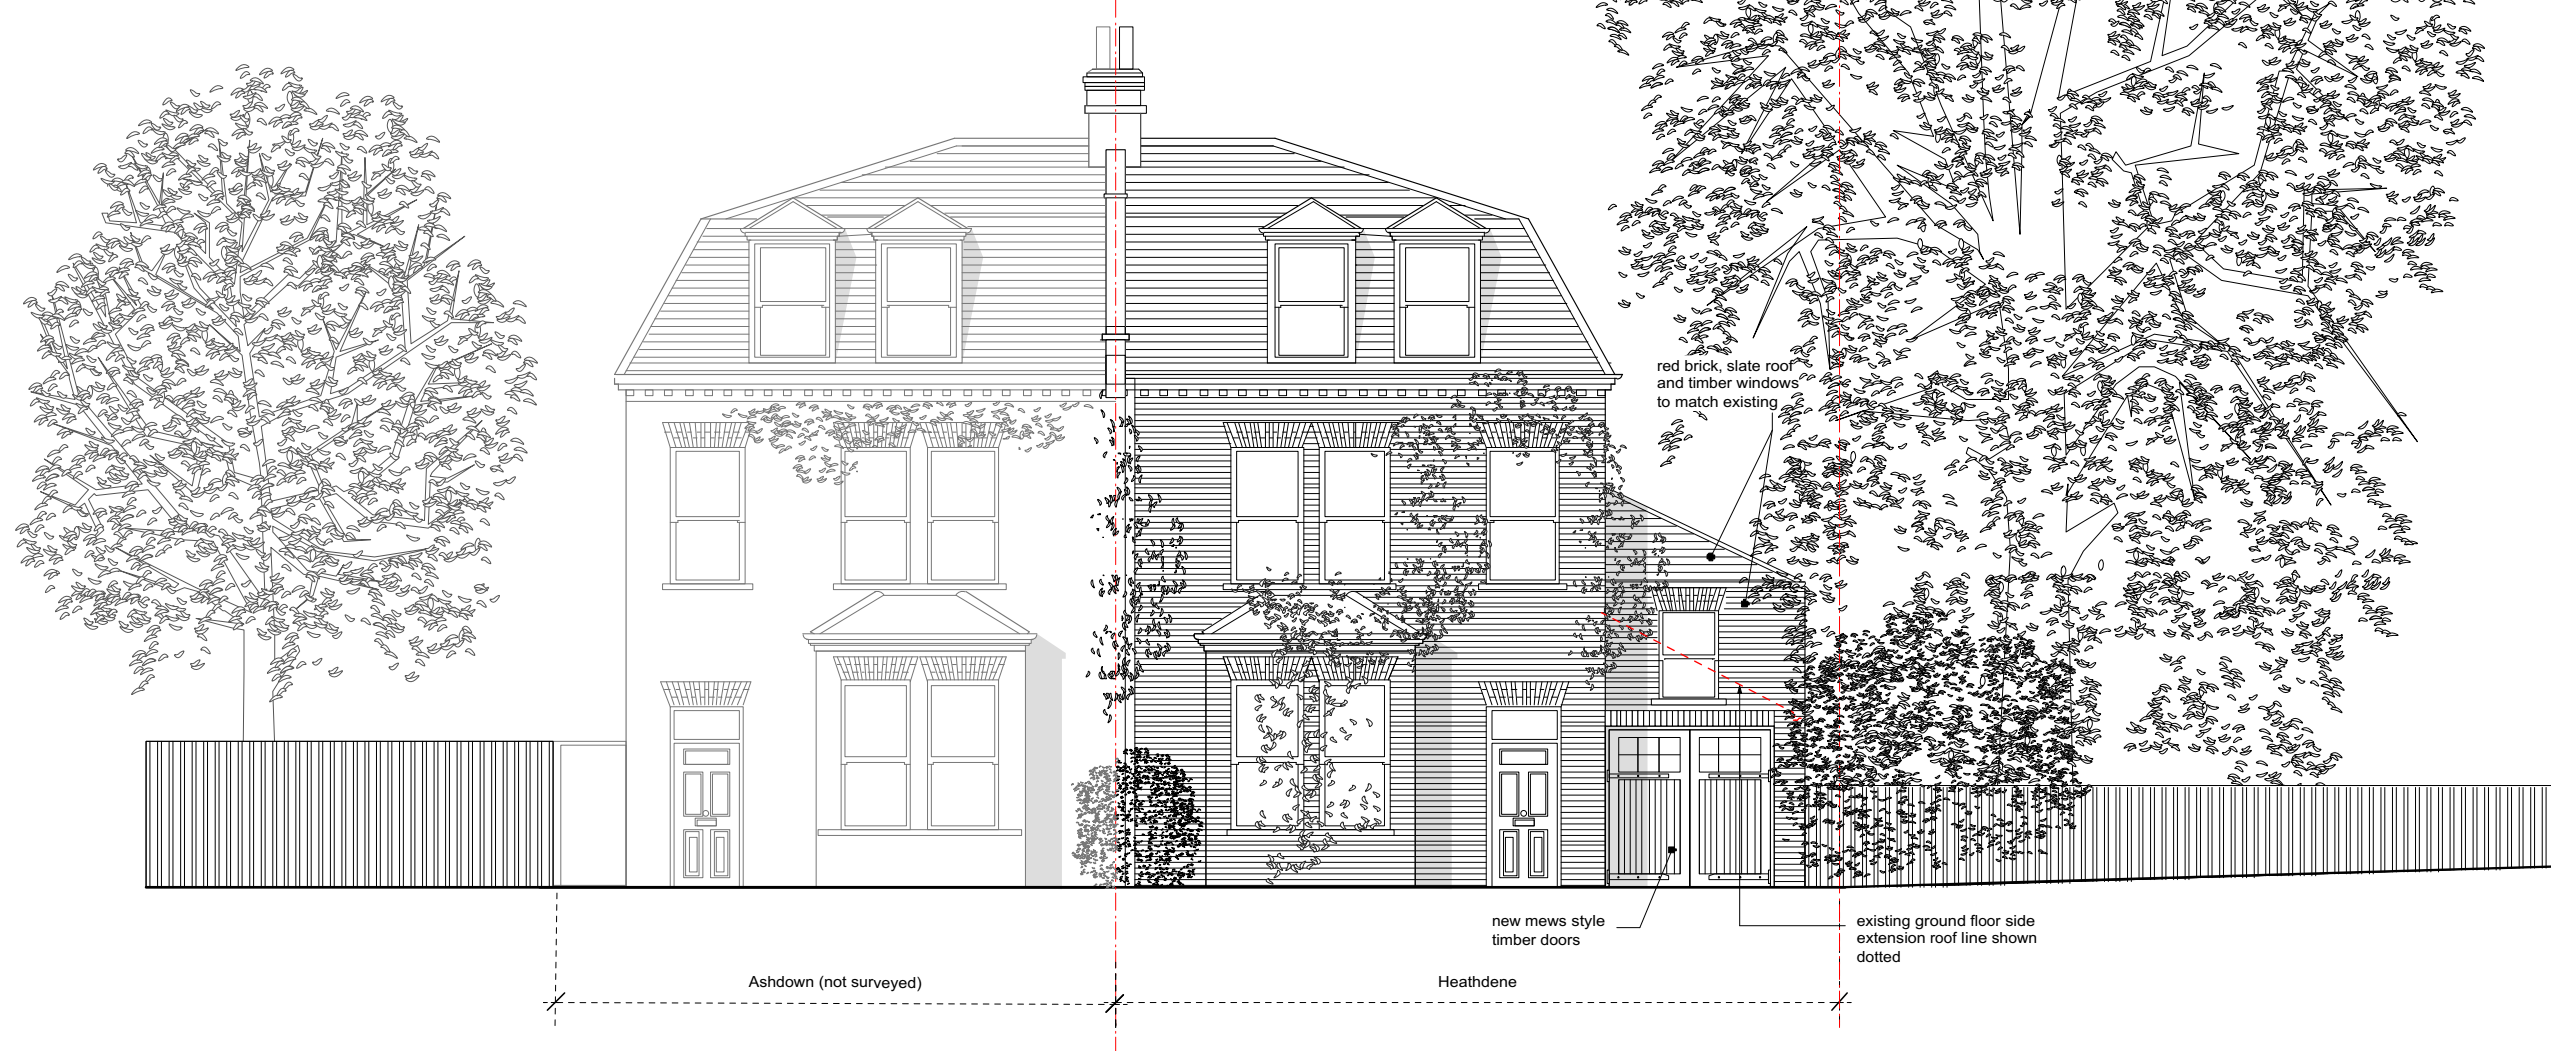 red brick, slate roof
and timber windows
to match existing
new mews style
timber doors
existing ground floor side
extension roof line shown
dotted
Ashdown (not surveyed)
Heathdene